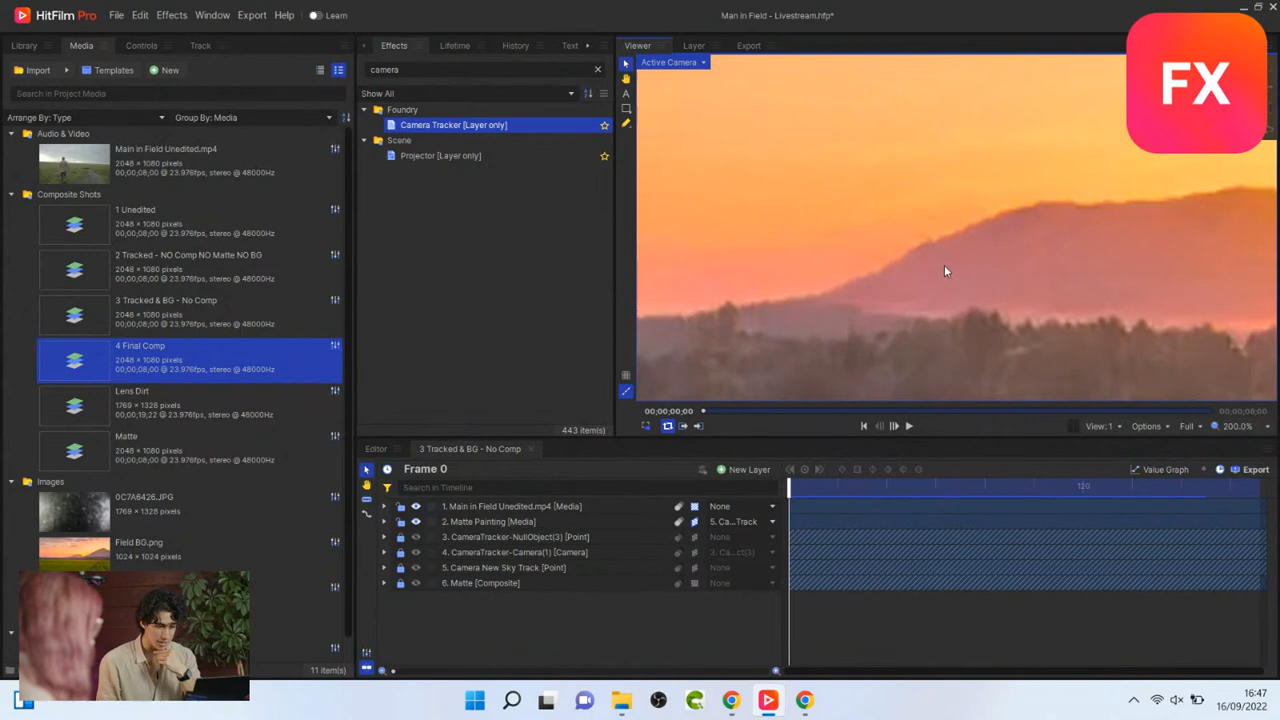 HitFilm Pro File Edit Effects Window Export Help Learn Man in Field - Livestream.hfp*
Library Media Controls Track
Import Templates New
Search in Project Media
Arrange By: Type Group By: Media
Audio & Video
Main in Field Unedited.mp4
2048 × 1080 pixels
00;00;08;00 @ 23.976fps, stereo @ 48000Hz
Composite Shots
1 Unedited
2048 × 1080 pixels
00;00;08;00 @ 23.976fps, stereo @ 48000Hz
2 Tracked - NO Comp NO Matte NO BG
2048 × 1080 pixels
00;00;08;00 @ 23.976fps, stereo @ 48000Hz
3 Tracked & BG - No Comp
2048 × 1080 pixels
00;00;08;00 @ 23.976fps, stereo @ 48000Hz
4 Final Comp
2048 × 1080 pixels
00;00;08;00 @ 23.976fps, stereo @ 48000Hz
Lens Dirt
1769 × 1328 pixels
00;00;19;22 @ 23.976fps, stereo @ 48000Hz
Matte
2048 × 1080 pixels
00;00;08;00 @ 23.976fps, stereo @ 48000Hz
Images
0C7A6426.JPG
1769 × 1328 pixels
Field BG.png
1024 × 1024 pixels
11 item(s)
Effects Lifetime History Text
camera
Show All
Foundry
Camera Tracker [Layer only]
Scene
Projector [Layer only]
443 item(s)
Viewer Layer Export
Active Camera
FX
00;00;00;00 00;00;08;00
View: 1 Options Full 200.0%
Editor 3 Tracked & BG - No Comp
Frame 0 New Layer Value Graph Export
Search in Timeline 120
1. Main in Field Unedited.mp4 [Media] None
2. Matte Painting [Media] 5. Ca...Track
3. CameraTracker-NullObject(3) [Point] None
4. CameraTracker-Camera(1) [Camera] 3. Ca...ct(3)
5. Camera New Sky Track [Point] None
6. Matte [Composite] None
16:47
16/09/2022